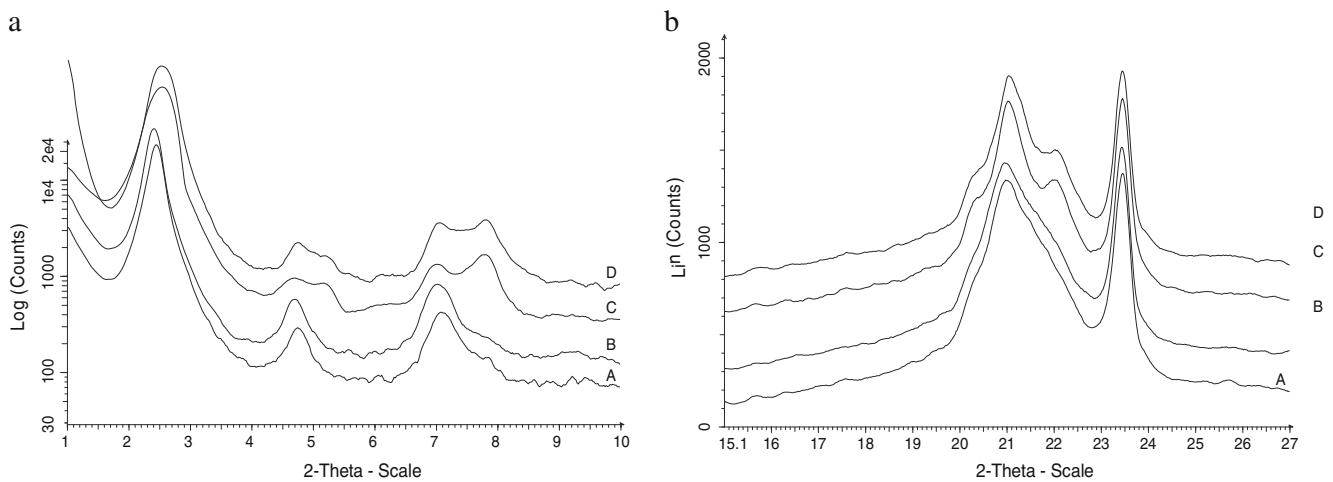 a
Log (Counts)
2e4
1e4
1000
100
30
D
C
B
A
1 2 3 4 5 6 7 8 9 10
2-Theta - Scale
b
Lin (Counts)
2000
1000
0
D
C
B
A
15.1 16 17 18 19 20 21 22 23 24 25 26 27
2-Theta - Scale